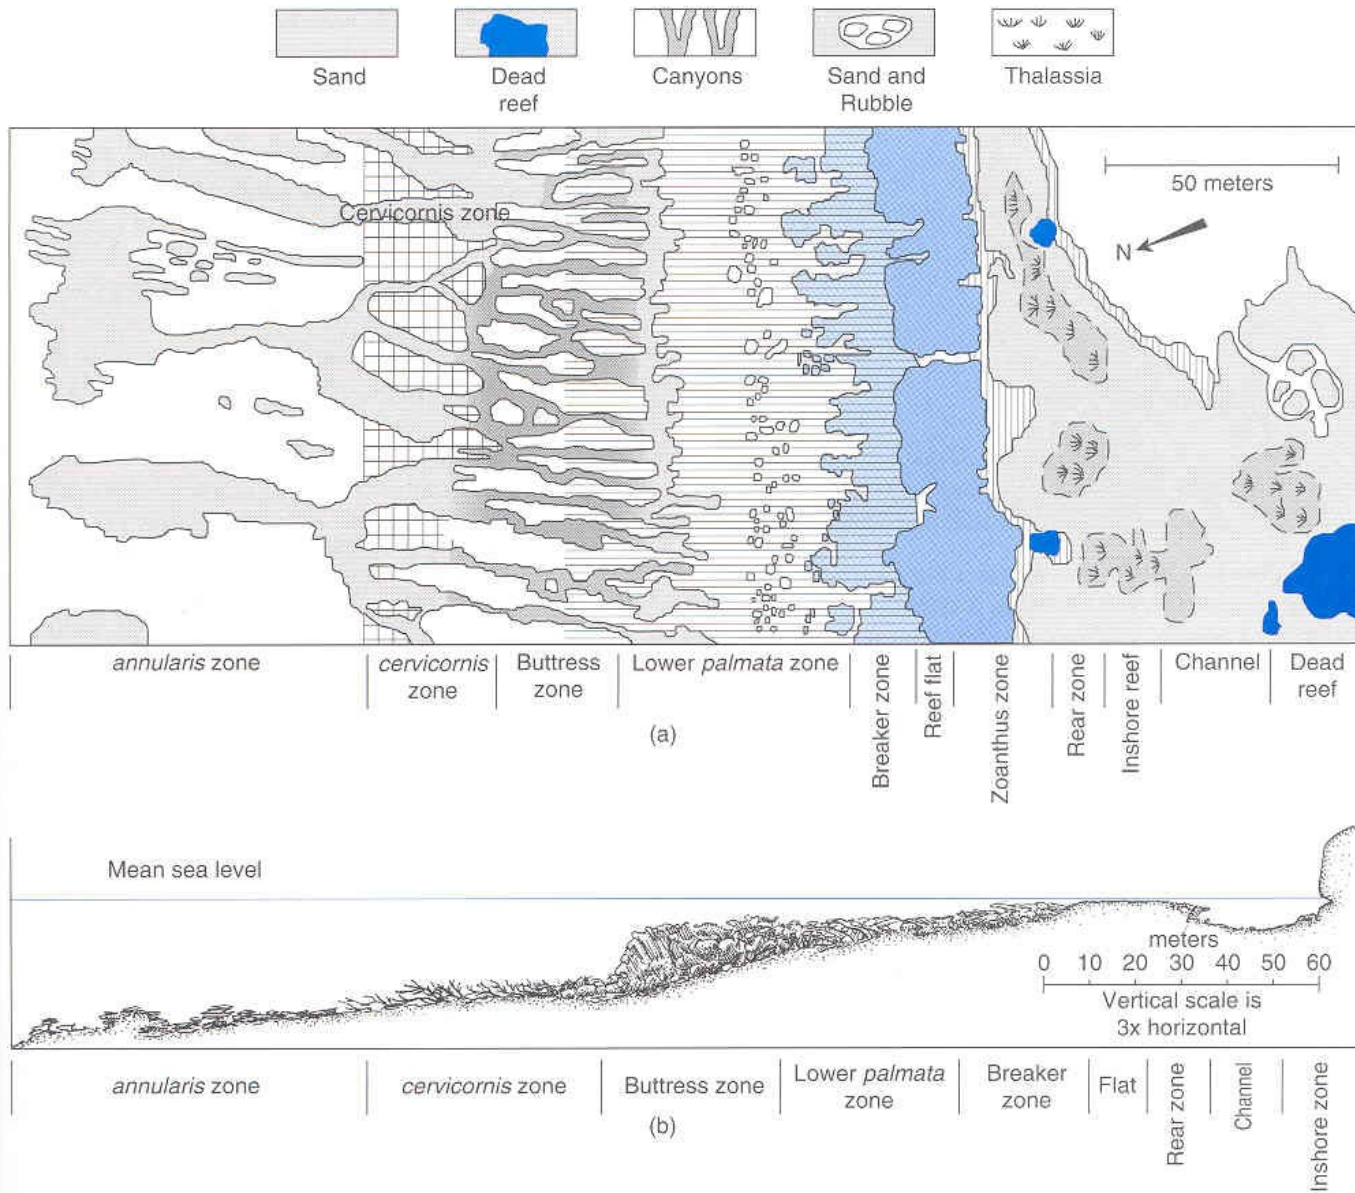 Sand
Dead
reef
Canyons
Sand and
Rubble
Thalassia
Cervicornis zone
50 meters
N
annularis zone
cervicornis
zone
Buttress
zone
Lower palmata zone
Breaker zone
Reef flat
Zoanthus zone
Rear zone
Inshore reef
Channel
Dead
reef
(a)
Mean sea level
meters
0 10 20 30 40 50 60
Vertical scale is
3x horizontal
annularis zone
cervicornis zone
Buttress zone
Lower palmata
zone
Breaker
zone
Flat
Rear zone
Channel
Inshore zone
(b)